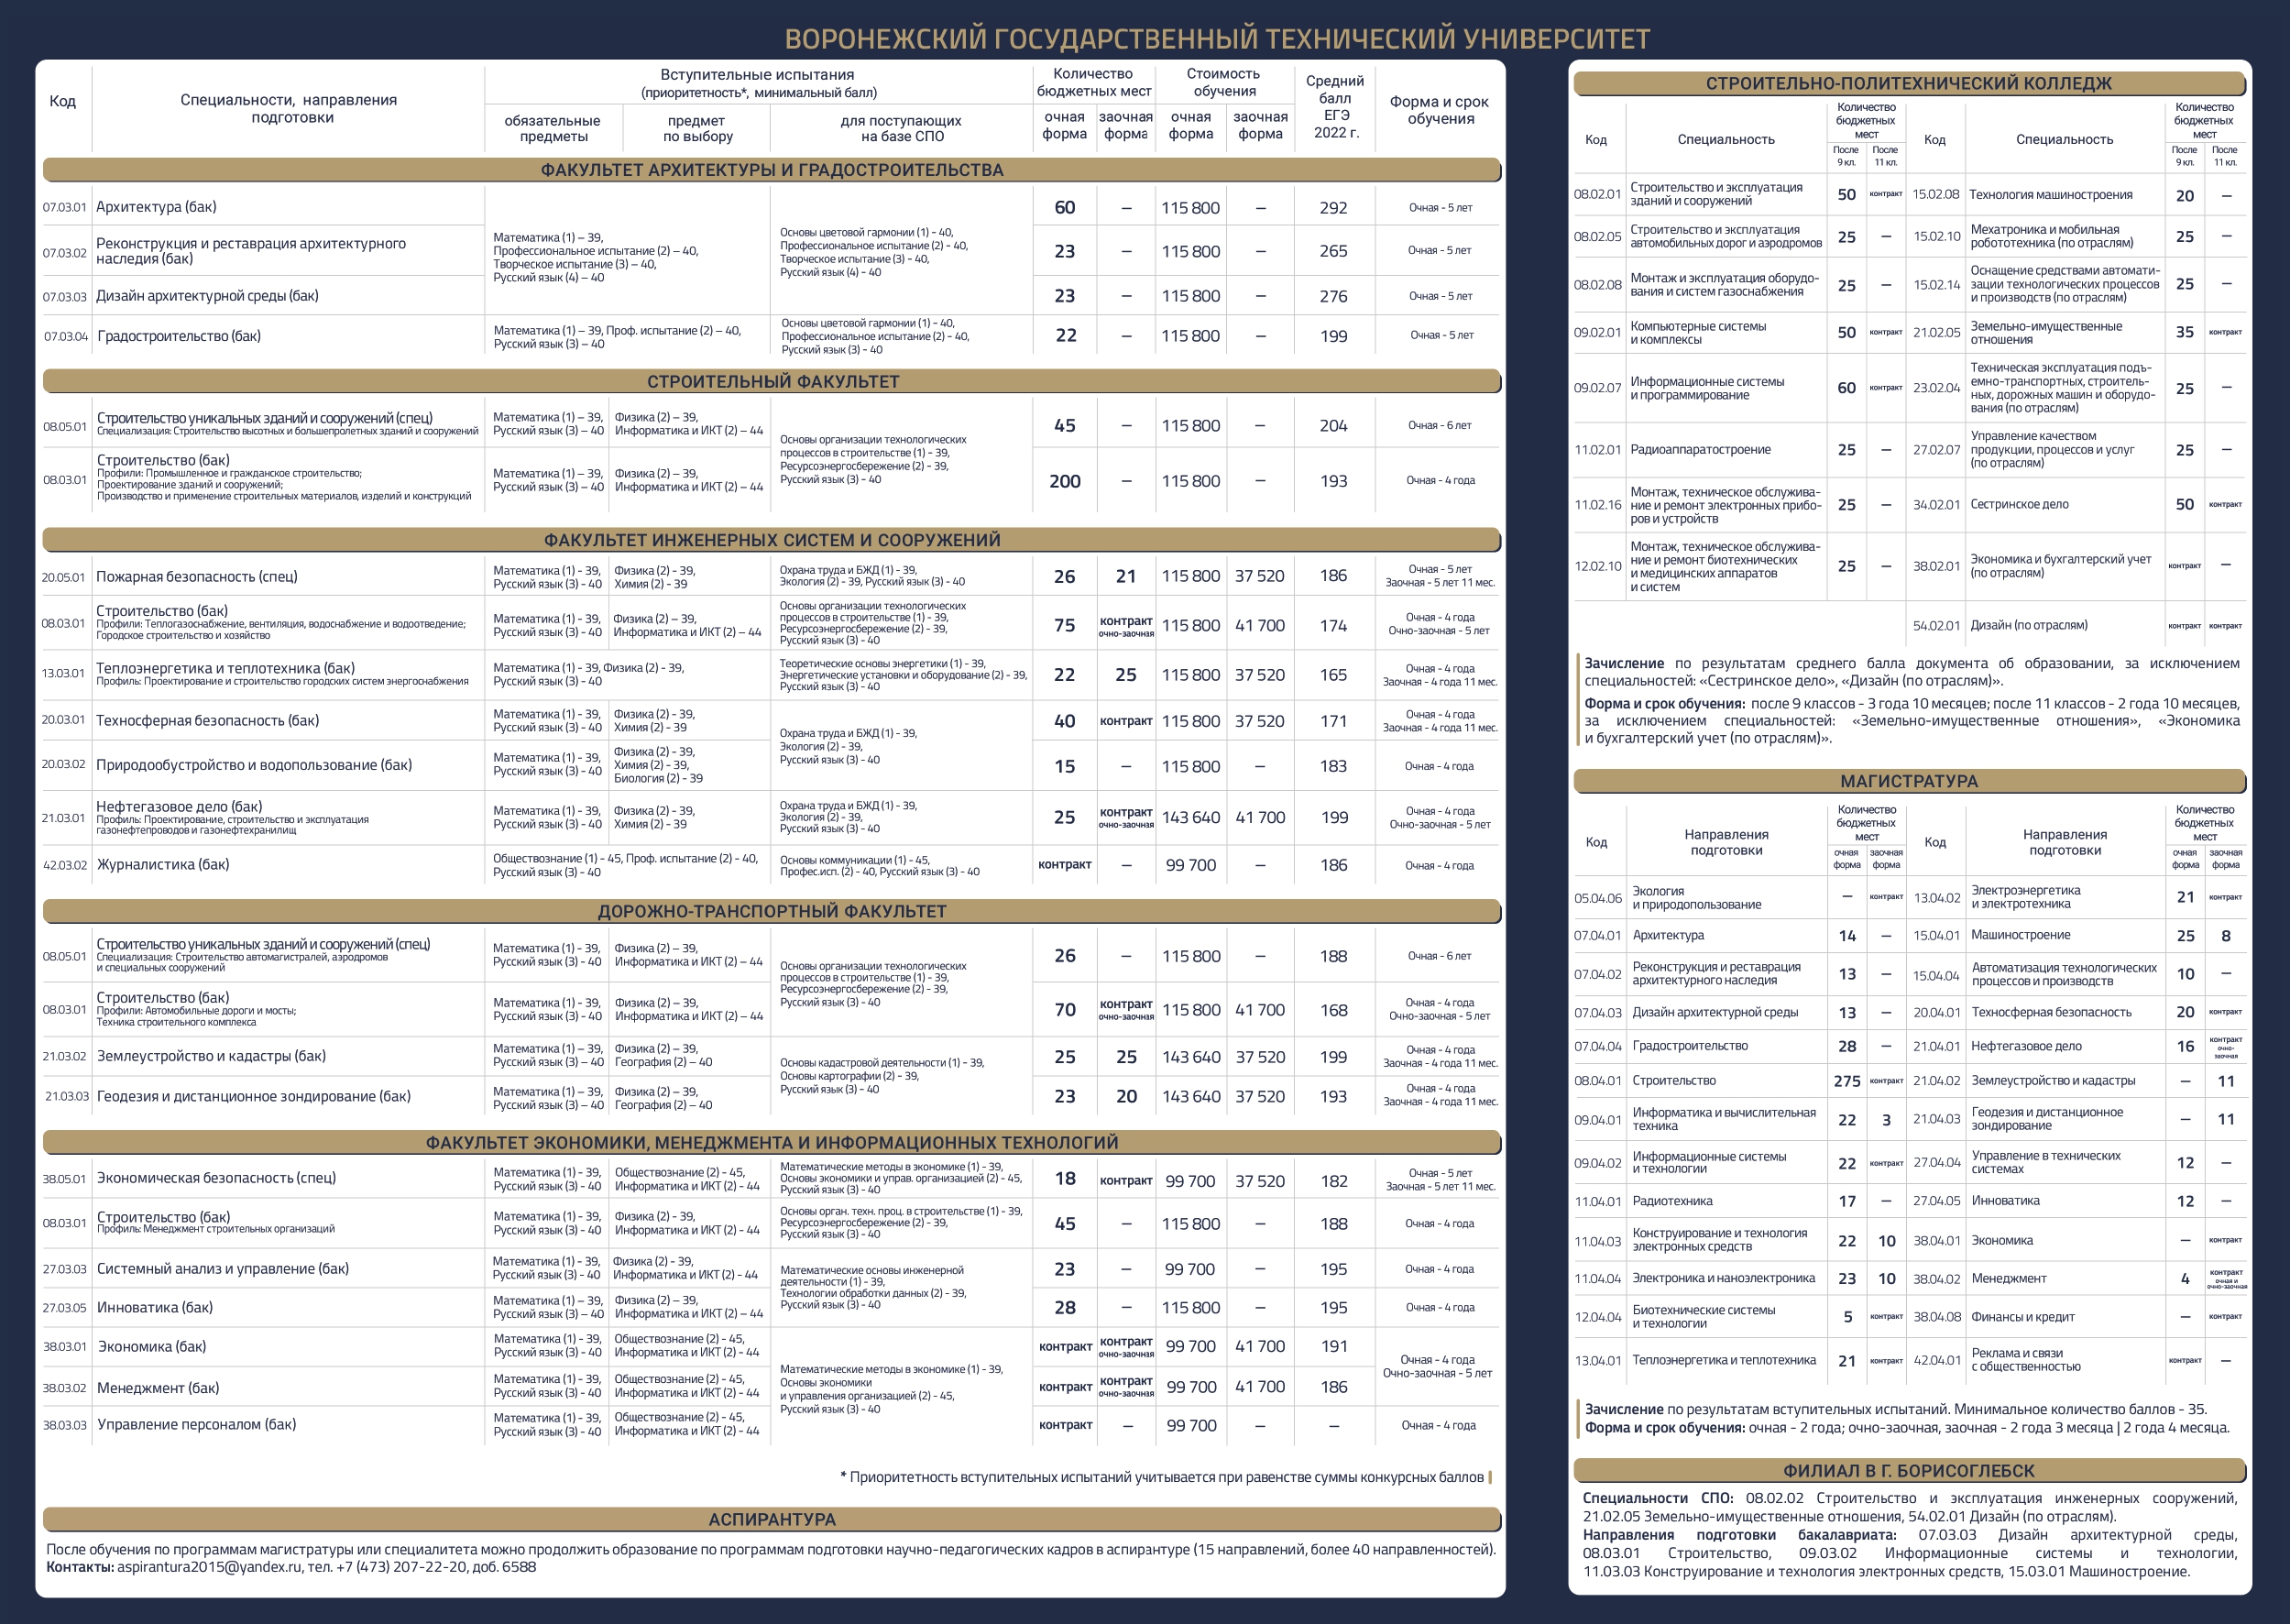 ВОРОНЕЖСКИЙ ГОСУДАРСТВЕННЫЙ ТЕХНИЧЕСКИЙ УНИВЕРСИТЕТ
Код
Специальности, направления
подготовки
Вступительные испытания
(приоритетность*, минимальный балл)
обязательные
предметы
предмет
по выбору
для поступающих
на базе СПО
Количество
бюджетных мест
очная
форма
заочная
форма
Стоимость
обучения
очная
форма
заочная
форма
Средний
балл
ЕГЭ
2022 г.
Форма и срок
обучения
ФАКУЛЬТЕТ АРХИТЕКТУРЫ И ГРАДОСТРОИТЕЛЬСТВА
07.03.01 Архитектура (бак) 60 – 115 800 – 292 Очная - 5 лет
07.03.02 Реконструкция и реставрация архитектурного
наследия (бак) 23 – 115 800 – 265 Очная - 5 лет
Математика (1) – 39,
Профессиональное испытание (2) – 40,
Творческое испытание (3) – 40,
Русский язык (4) – 40
Основы цветовой гармонии (1) - 40,
Профессиональное испытание (2) - 40,
Творческое испытание (3) - 40,
Русский язык (4) - 40
07.03.03 Дизайн архитектурной среды (бак) 23 – 115 800 – 276 Очная - 5 лет
07.03.04 Градостроительство (бак)
Математика (1) – 39, Проф. испытание (2) – 40,
Русский язык (3) – 40
Основы цветовой гармонии (1) - 40,
Профессиональное испытание (2) - 40,
Русский язык (3) - 40
22 – 115 800 – 199 Очная - 5 лет
СТРОИТЕЛЬНЫЙ ФАКУЛЬТЕТ
08.05.01 Строительство уникальных зданий и сооружений (спец)
Специализация: Строительство высотных и большепролетных зданий и сооружений
Математика (1) – 39,
Русский язык (3) – 40
Физика (2) – 39,
Информатика и ИКТ (2) – 44
45 – 115 800 – 204 Очная - 6 лет
Основы организации технологических
процессов в строительстве (1) - 39,
Ресурсоэнергосбережение (2) - 39,
Русский язык (3) - 40
08.03.01 Строительство (бак)
Профили: Промышленное и гражданское строительство;
Проектирование зданий и сооружений;
Производство и применение строительных материалов, изделий и конструкций
Математика (1) – 39,
Русский язык (3) – 40
Физика (2) – 39,
Информатика и ИКТ (2) – 44
200 – 115 800 – 193 Очная - 4 года
ФАКУЛЬТЕТ ИНЖЕНЕРНЫХ СИСТЕМ И СООРУЖЕНИЙ
20.05.01 Пожарная безопасность (спец)
Математика (1) - 39,
Русский язык (3) - 40
Физика (2) - 39,
Химия (2) - 39
Охрана труда и БЖД (1) - 39,
Экология (2) - 39, Русский язык (3) - 40
26 21 115 800 37 520 186
Очная - 5 лет
Заочная - 5 лет 11 мес.
08.03.01 Строительство (бак)
Профили: Теплогазоснабжение, вентиляция, водоснабжение и водоотведение;
Городское строительство и хозяйство
Математика (1) - 39,
Русский язык (3) - 40
Физика (2) – 39,
Информатика и ИКТ (2) – 44
Основы организации технологических
процессов в строительстве (1) - 39,
Ресурсоэнергосбережение (2) - 39,
Русский язык (3) - 40
75 контракт
очно-заочная
115 800 41 700 174
Очная - 4 года
Очно-заочная - 5 лет
13.03.01 Теплоэнергетика и теплотехника (бак)
Профиль: Проектирование и строительство городских систем энергоснабжения
Математика (1) - 39, Физика (2) - 39,
Русский язык (3) - 40
Теоретические основы энергетики (1) - 39,
Энергетические установки и оборудование (2) - 39,
Русский язык (3) - 40
22 25 115 800 37 520 165
Очная - 4 года
Заочная - 4 года 11 мес.
20.03.01 Техносферная безопасность (бак)
Математика (1) - 39,
Русский язык (3) - 40
Физика (2) - 39,
Химия (2) - 39
40 контракт 115 800 37 520 171
Очная - 4 года
Заочная - 4 года 11 мес.
Охрана труда и БЖД (1) - 39,
Экология (2) - 39,
Русский язык (3) - 40
20.03.02 Природообустройство и водопользование (бак)
Математика (1) - 39,
Русский язык (3) - 40
Физика (2) - 39,
Химия (2) - 39,
Биология (2) - 39
15 – 115 800 – 183 Очная - 4 года
21.03.01 Нефтегазовое дело (бак)
Профиль: Проектирование, строительство и эксплуатация
газонефтепроводов и газонефтехранилищ
Математика (1) - 39,
Русский язык (3) - 40
Физика (2) - 39,
Химия (2) - 39
Охрана труда и БЖД (1) - 39,
Экология (2) - 39,
Русский язык (3) - 40
25 контракт
очно-заочная
143 640 41 700 199
Очная - 4 года
Очно-заочная - 5 лет
42.03.02 Журналистика (бак)
Обществознание (1) - 45, Проф. испытание (2) - 40,
Русский язык (3) - 40
Основы коммуникации (1) - 45,
Профес.исп. (2) - 40, Русский язык (3) - 40
контракт – 99 700 – 186 Очная - 4 года
ДОРОЖНО-ТРАНСПОРТНЫЙ ФАКУЛЬТЕТ
08.05.01 Строительство уникальных зданий и сооружений (спец)
Специализация: Строительство автомагистралей, аэродромов
и специальных сооружений
Математика (1) - 39,
Русский язык (3) - 40
Физика (2) – 39,
Информатика и ИКТ (2) – 44
26 – 115 800 – 188 Очная - 6 лет
Основы организации технологических
процессов в строительстве (1) - 39,
Ресурсоэнергосбережение (2) - 39,
Русский язык (3) - 40
08.03.01 Строительство (бак)
Профили: Автомобильные дороги и мосты;
Техника строительного комплекса
Математика (1) - 39,
Русский язык (3) - 40
Физика (2) – 39,
Информатика и ИКТ (2) – 44
70 контракт
очно-заочная
115 800 41 700 168
Очная - 4 года
Очно-заочная - 5 лет
21.03.02 Землеустройство и кадастры (бак)
Математика (1) – 39,
Русский язык (3) – 40
Физика (2) – 39,
География (2) – 40
25 25 143 640 37 520 199
Очная - 4 года
Заочная - 4 года 11 мес.
Основы кадастровой деятельности (1) - 39,
Основы картографии (2) - 39,
Русский язык (3) - 40
21.03.03 Геодезия и дистанционное зондирование (бак)
Математика (1) – 39,
Русский язык (3) – 40
Физика (2) – 39,
География (2) – 40
23 20 143 640 37 520 193
Очная - 4 года
Заочная - 4 года 11 мес.
ФАКУЛЬТЕТ ЭКОНОМИКИ, МЕНЕДЖМЕНТА И ИНФОРМАЦИОННЫХ ТЕХНОЛОГИЙ
38.05.01 Экономическая безопасность (спец)
Математика (1) - 39,
Русский язык (3) - 40
Обществознание (2) - 45,
Информатика и ИКТ (2) - 44
Математические методы в экономике (1) - 39,
Основы экономики и управ. организацией (2) - 45,
Русский язык (3) - 40
18 контракт 99 700 37 520 182
Очная - 5 лет
Заочная - 5 лет 11 мес.
08.03.01 Строительство (бак)
Профиль: Менеджмент строительных организаций
Математика (1) - 39,
Русский язык (3) - 40
Физика (2) - 39,
Информатика и ИКТ (2) - 44
Основы орган. техн. проц. в строительстве (1) - 39,
Ресурсоэнергосбережение (2) - 39,
Русский язык (3) - 40
45 – 115 800 – 188 Очная - 4 года
27.03.03 Системный анализ и управление (бак)
Математика (1) - 39,
Русский язык (3) - 40
Физика (2) - 39,
Информатика и ИКТ (2) - 44
23 – 99 700 – 195 Очная - 4 года
Математические основы инженерной
деятельности (1) - 39,
Технологии обработки данных (2) - 39,
Русский язык (3) - 40
27.03.05 Инноватика (бак)
Математика (1) – 39,
Русский язык (3) – 40
Физика (2) – 39,
Информатика и ИКТ (2) – 44
28 – 115 800 – 195 Очная - 4 года
38.03.01 Экономика (бак)
Математика (1) - 39,
Русский язык (3) - 40
Обществознание (2) - 45,
Информатика и ИКТ (2) - 44
контракт контракт
очно-заочная
99 700 41 700 191
Очная - 4 года
Очно-заочная - 5 лет
Математические методы в экономике (1) - 39,
Основы экономики
и управления организацией (2) - 45,
Русский язык (3) - 40
38.03.02 Менеджмент (бак)
Математика (1) - 39,
Русский язык (3) - 40
Обществознание (2) - 45,
Информатика и ИКТ (2) - 44
контракт контракт
очно-заочная
99 700 41 700 186
38.03.03 Управление персоналом (бак)
Математика (1) - 39,
Русский язык (3) - 40
Обществознание (2) - 45,
Информатика и ИКТ (2) - 44
контракт – 99 700 – – Очная - 4 года
* Приоритетность вступительных испытаний учитывается при равенстве суммы конкурсных баллов
АСПИРАНТУРА
После обучения по программам магистратуры или специалитета можно продолжить образование по программам подготовки научно-педагогических кадров в аспирантуре (15 направлений, более 40 направленностей).
Контакты: aspirantura2015@yandex.ru, тел. +7 (473) 207-22-20, доб. 6588
СТРОИТЕЛЬНО-ПОЛИТЕХНИЧЕСКИЙ КОЛЛЕДЖ
Код
Специальность
Количество
бюджетных
мест
После
9 кл.
После
11 кл.
Код
Специальность
Количество
бюджетных
мест
После
9 кл.
После
11 кл.
08.02.01 Строительство и эксплуатация
зданий и сооружений 50 контракт
15.02.08 Технология машиностроения 20 –
08.02.05 Строительство и эксплуатация
автомобильных дорог и аэродромов 25 –
15.02.10 Мехатроника и мобильная
робототехника (по отраслям) 25 –
08.02.08 Монтаж и эксплуатация оборудо-
вания и систем газоснабжения 25 –
15.02.14 Оснащение средствами автомати-
зации технологических процессов
и производств (по отраслям) 25 –
09.02.01 Компьютерные системы
и комплексы 50 контракт
21.02.05 Земельно-имущественные
отношения 35 контракт
09.02.07 Информационные системы
и программирование 60 контракт
23.02.04 Техническая эксплуатация подъ-
емно-транспортных, строитель-
ных, дорожных машин и оборудо-
вания (по отраслям) 25 –
11.02.01 Радиоаппаратостроение 25 –
27.02.07 Управление качеством
продукции, процессов и услуг
(по отраслям) 25 –
11.02.16 Монтаж, техническое обслужива-
ние и ремонт электронных прибо-
ров и устройств 25 –
34.02.01 Сестринское дело 50 контракт
12.02.10 Монтаж, техническое обслужива-
ние и ремонт биотехнических
и медицинских аппаратов
и систем 25 –
38.02.01 Экономика и бухгалтерский учет
(по отраслям) контракт –
54.02.01 Дизайн (по отраслям) контракт контракт
Зачисление по результатам среднего балла документа об образовании, за исключением
специальностей: «Сестринское дело», «Дизайн (по отраслям)».
Форма и срок обучения: после 9 классов - 3 года 10 месяцев; после 11 классов - 2 года 10 месяцев,
за исключением специальностей: «Земельно-имущественные отношения», «Экономика
и бухгалтерский учет (по отраслям)».
МАГИСТРАТУРА
Код
Направления
подготовки
Количество
бюджетных
мест
очная
форма
заочная
форма
Код
Направления
подготовки
Количество
бюджетных
мест
очная
форма
заочная
форма
05.04.06 Экология
и природопользование – контракт
13.04.02 Электроэнергетика
и электротехника 21 контракт
07.04.01 Архитектура 14 –
15.04.01 Машиностроение 25 8
07.04.02 Реконструкция и реставрация
архитектурного наследия 13 –
15.04.04 Автоматизация технологических
процессов и производств 10 –
07.04.03 Дизайн архитектурной среды 13 –
20.04.01 Техносферная безопасность 20 контракт
07.04.04 Градостроительство 28 –
21.04.01 Нефтегазовое дело 16 контракт
очно-
заочная
08.04.01 Строительство 275 контракт
21.04.02 Землеустройство и кадастры – 11
09.04.01 Информатика и вычислительная
техника 22 3
21.04.03 Геодезия и дистанционное
зондирование – 11
09.04.02 Информационные системы
и технологии 22 контракт
27.04.04 Управление в технических
системах 12 –
11.04.01 Радиотехника 17 –
27.04.05 Инноватика 12 –
11.04.03 Конструирование и технология
электронных средств 22 10
38.04.01 Экономика – контракт
11.04.04 Электроника и наноэлектроника 23 10
38.04.02 Менеджмент 4 контракт
очная и
очно-заочная
12.04.04 Биотехнические системы
и технологии 5 контракт
38.04.08 Финансы и кредит – контракт
13.04.01 Теплоэнергетика и теплотехника 21 контракт
42.04.01 Реклама и связи
с общественностью контракт –
Зачисление по результатам вступительных испытаний. Минимальное количество баллов - 35.
Форма и срок обучения: очная - 2 года; очно-заочная, заочная - 2 года 3 месяца | 2 года 4 месяца.
ФИЛИАЛ В Г. БОРИСОГЛЕБСК
Специальности СПО: 08.02.02 Строительство и эксплуатация инженерных сооружений,
21.02.05 Земельно-имущественные отношения, 54.02.01 Дизайн (по отраслям).
Направления подготовки бакалавриата: 07.03.03 Дизайн архитектурной среды,
08.03.01 Строительство, 09.03.02 Информационные системы и технологии,
11.03.03 Конструирование и технология электронных средств, 15.03.01 Машиностроение.